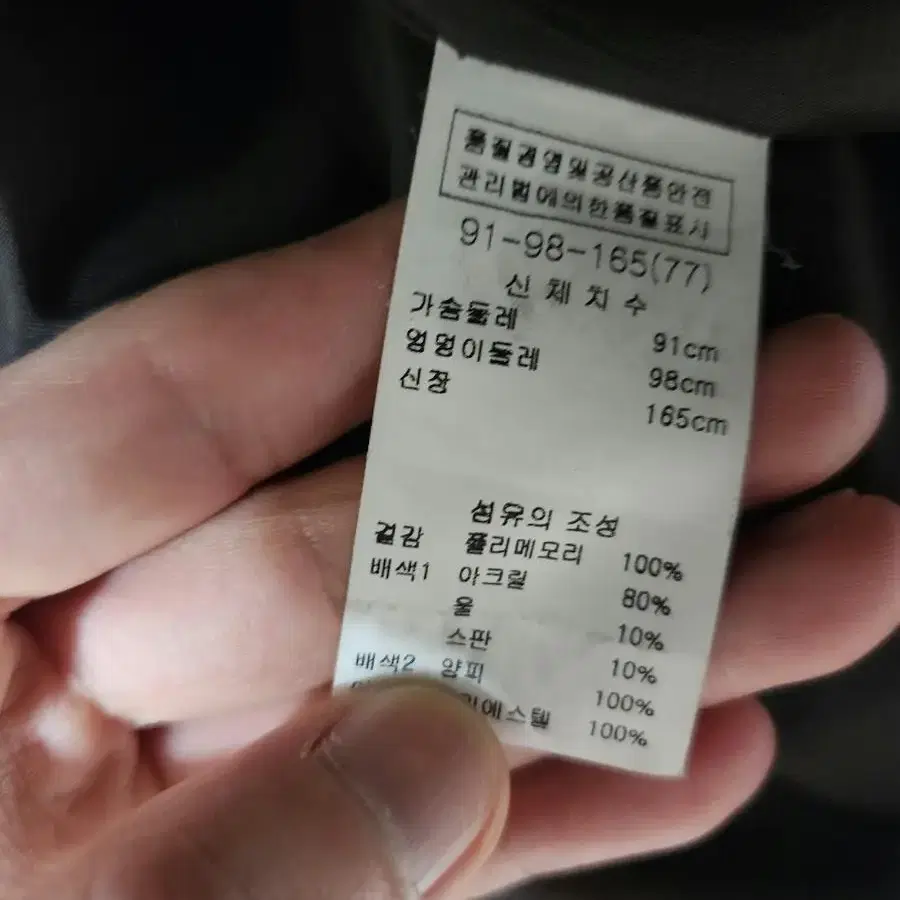 품질경영및공산품안전
관리법에의한품질표시
91-98-165(77)
신체치수
가슴둘레 91cm
엉덩이둘레 98cm
신장 165cm
섬유의 조성
겉감 폴리메모리 100%
배색1 아크릴 80%
울 10%
스판 10%
배색2 양피 100%
100%